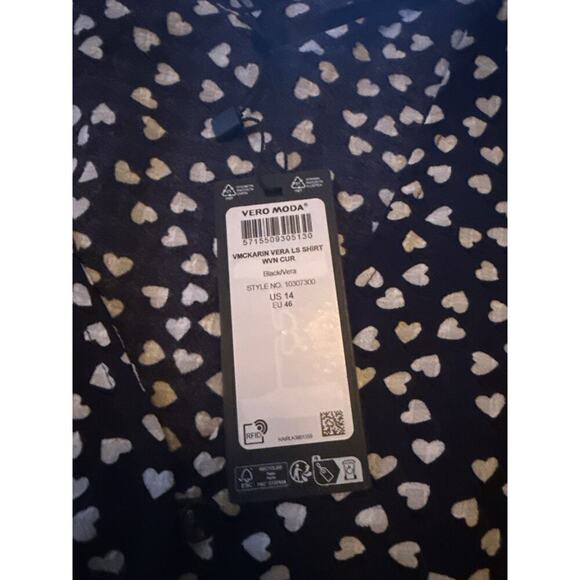 VERO MODA®
5715509305130
VMCKARIN VERA LS SHIRT
WVN CUR
Black/Vera
STYLE NO. 10307300
US 14
EU 46
RFID
FSC